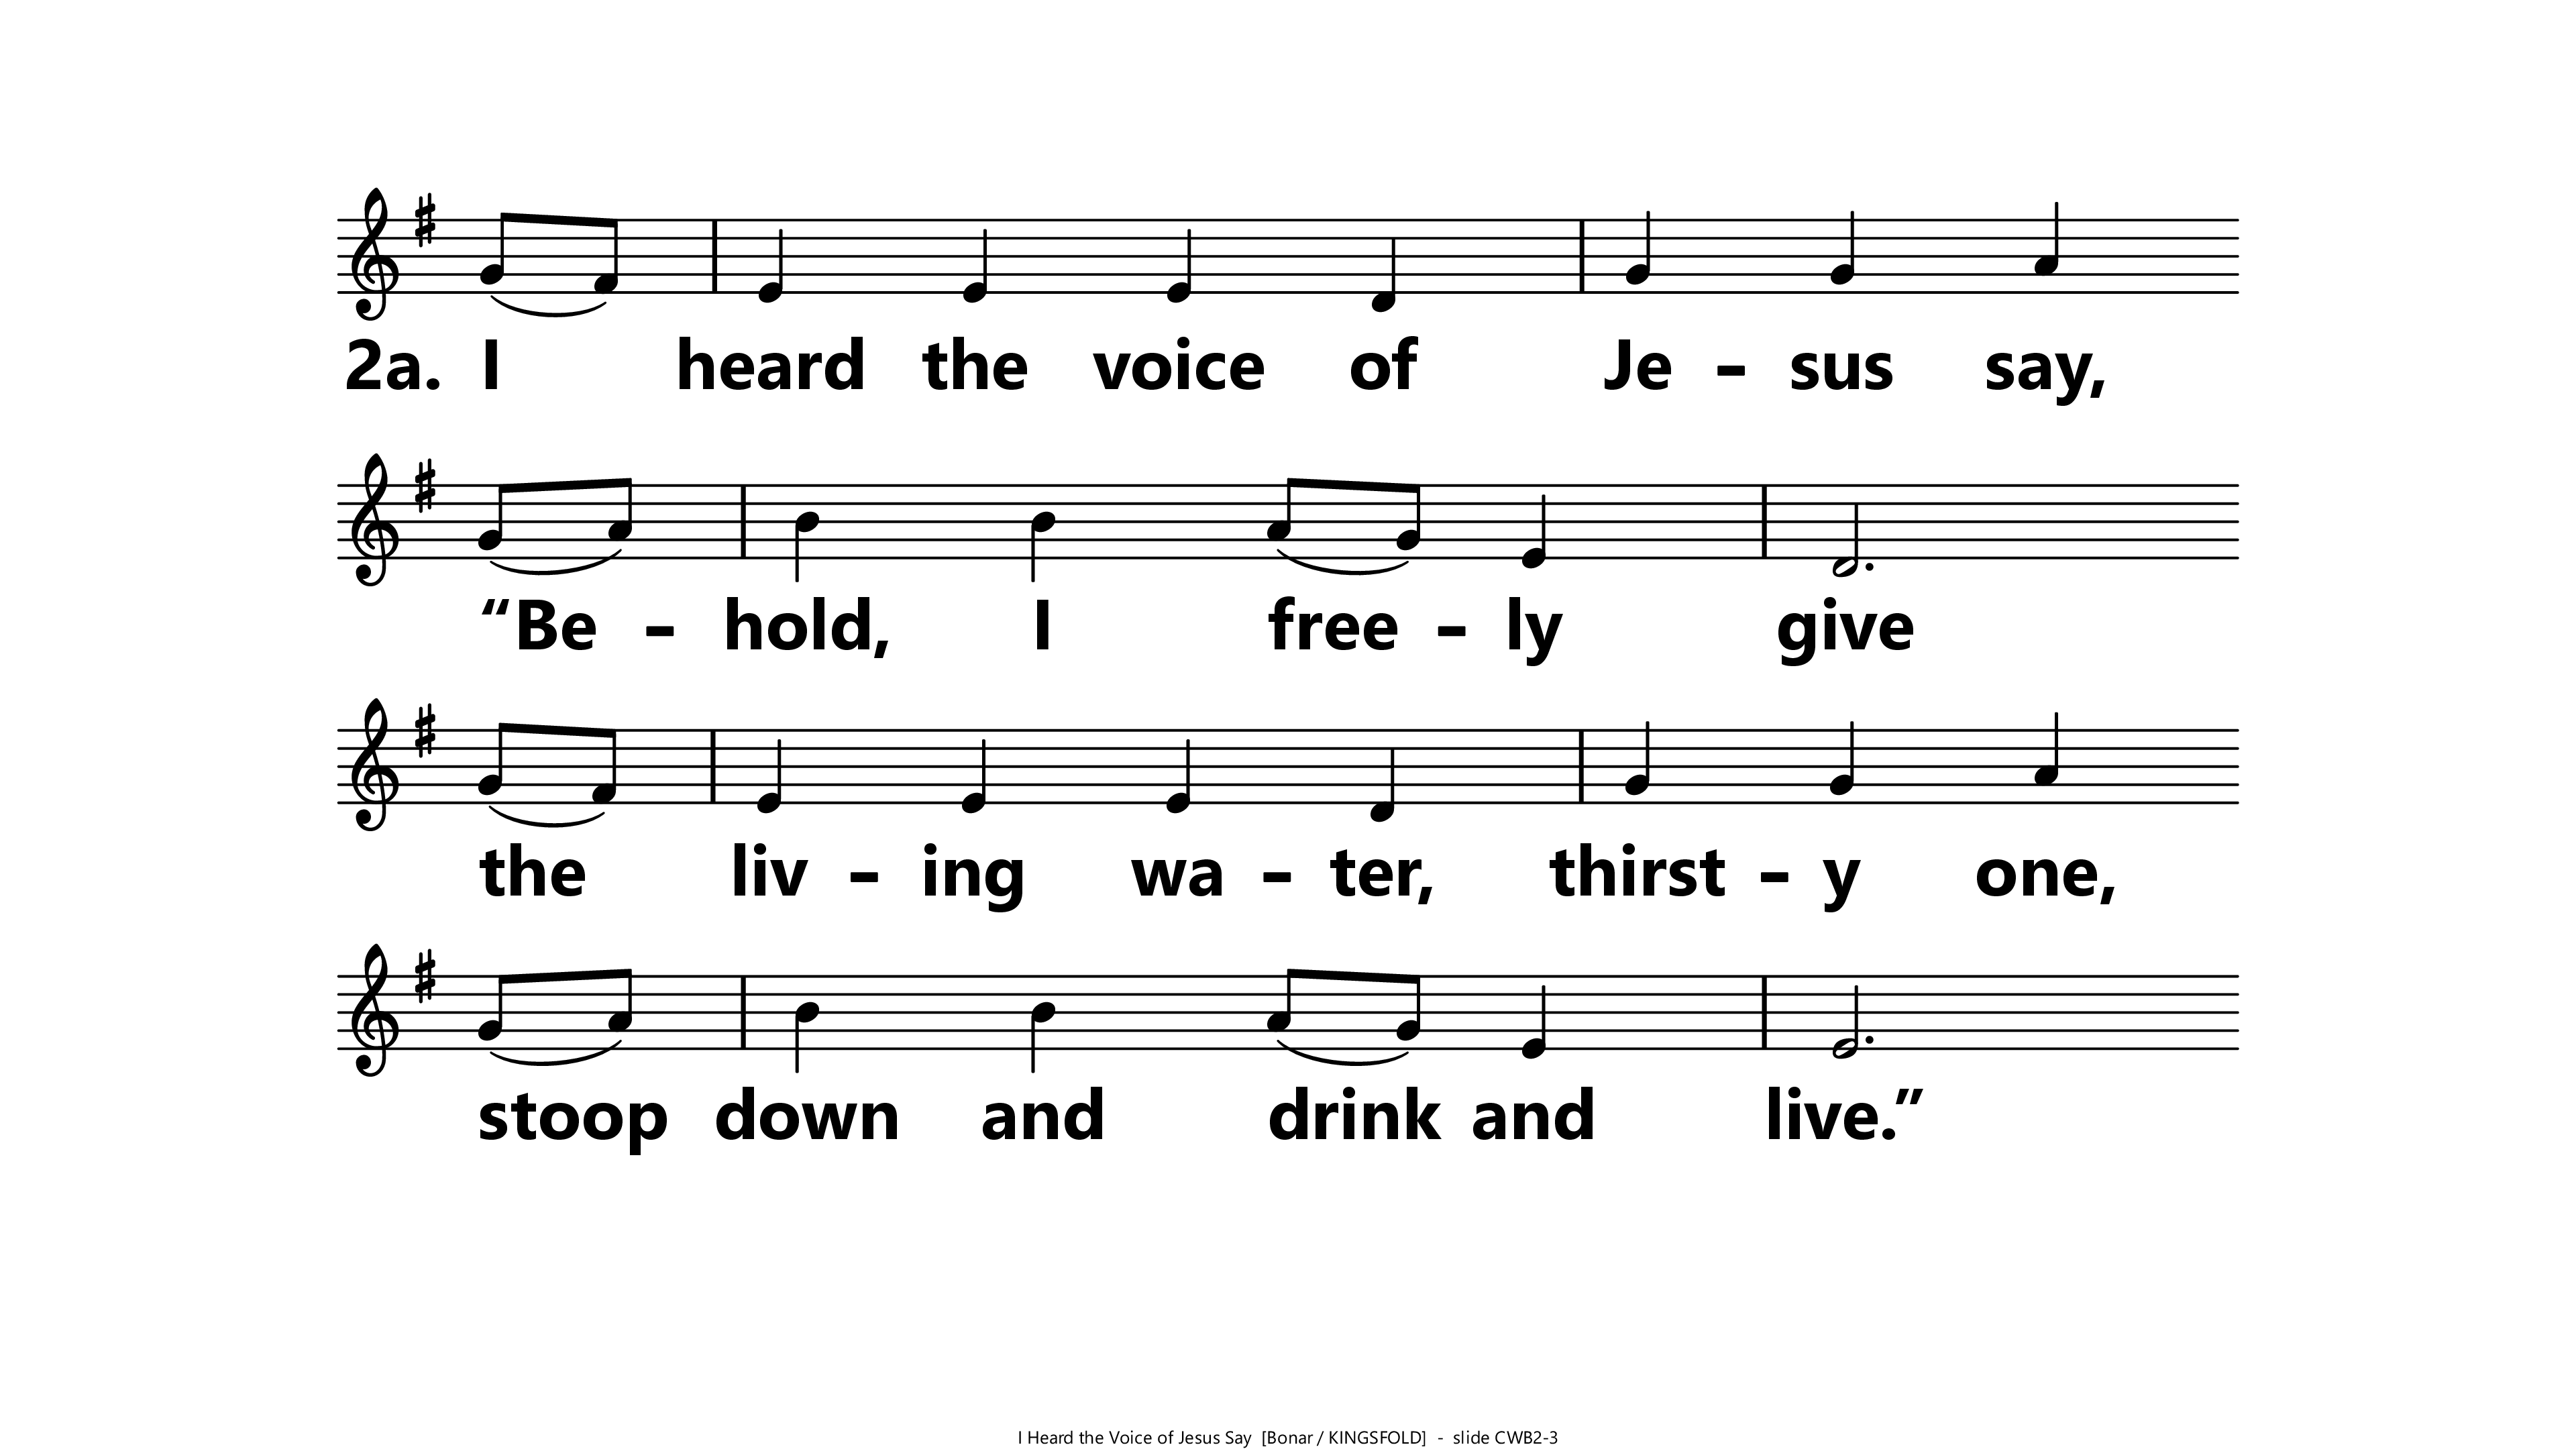 2a. I heard the voice of Je - sus say,
“Be - hold, I free - ly give
the liv - ing wa - ter, thirst - y one,
stoop down and drink and live.”
I Heard the Voice of Jesus Say [Bonar / KINGSFOLD] - slide CWB2-3